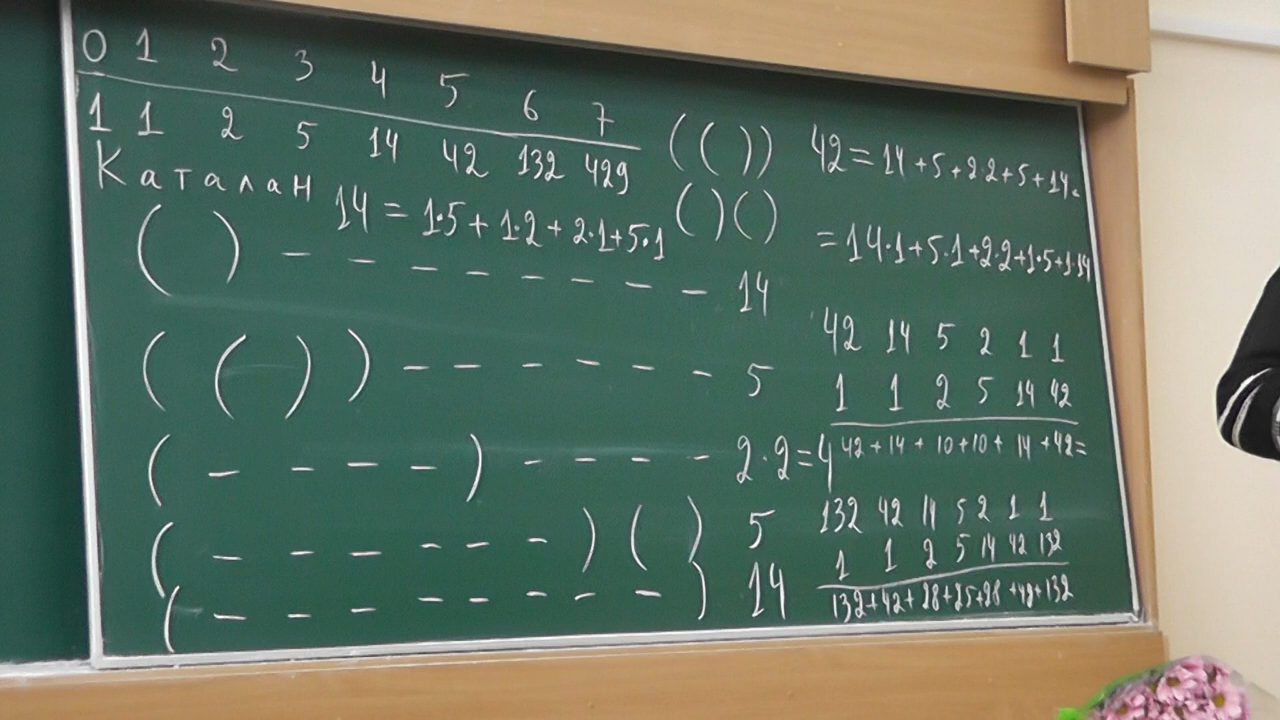 0 1 2 3 4 5 6 7
1 1 2 5 14 42 132 429
Каталан
14 = 1·5 + 1·2 + 2·1 + 5·1
( ( ) )
( ) ( )
42 = 14 + 5 + 2·2 + 5 + 14 =
= 14·1 + 5·1 + 2·2 + 1·5 + 1·14
( ) – – – – – – – – 14
( ( ) ) – – – – – – 5
( – – – – ) – – – – 2·2=4
( – – – – – – ) ( ) 5
( – – – – – – – – ) 14
42 14 5 2 1 1
1 1 2 5 14 42
42 + 14 + 10 + 10 + 14 + 42 =
132 42 14 5 2 1 1
1 1 2 5 14 42 132
132 + 42 + 28 + 25 + 28 + 42 + 132